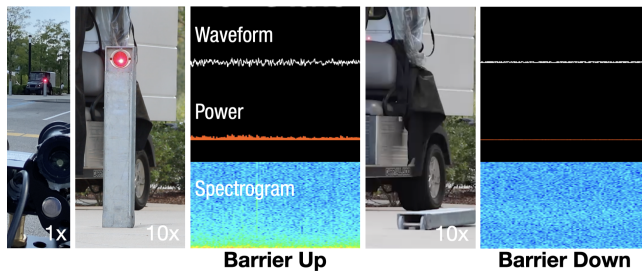 Waveform
Power
Spectrogram
1x
10x
10x
Barrier Up
Barrier Down